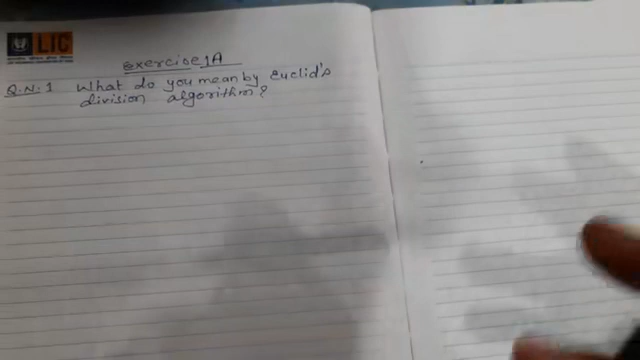 LIC
exercise 1A
Q.N:1 What do you mean by Euclid's
division algorithm?